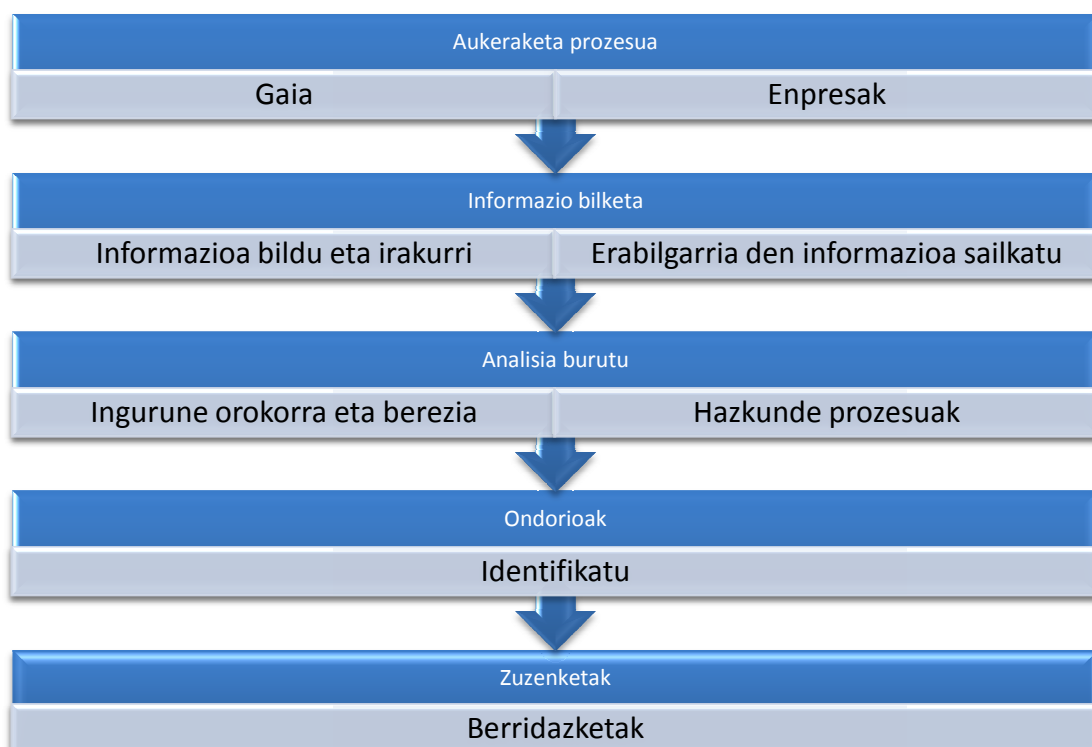 Aukeraketa prozesua
Gaia
Enpresak
Informazio bilketa
Informazioa bildu eta irakurri
Erabilgarria den informazioa sailkatu
Analisia burutu
Ingurune orokorra eta berezia
Hazkunde prozesuak
Ondorioak
Identifikatu
Zuzenketak
Berridazketak